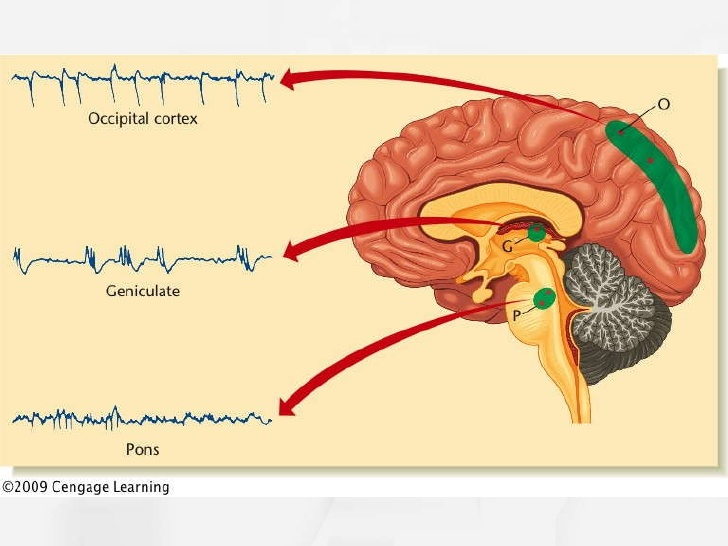 O
Occipital cortex
G
Geniculate
P
Pons
©2009 Cengage Learning